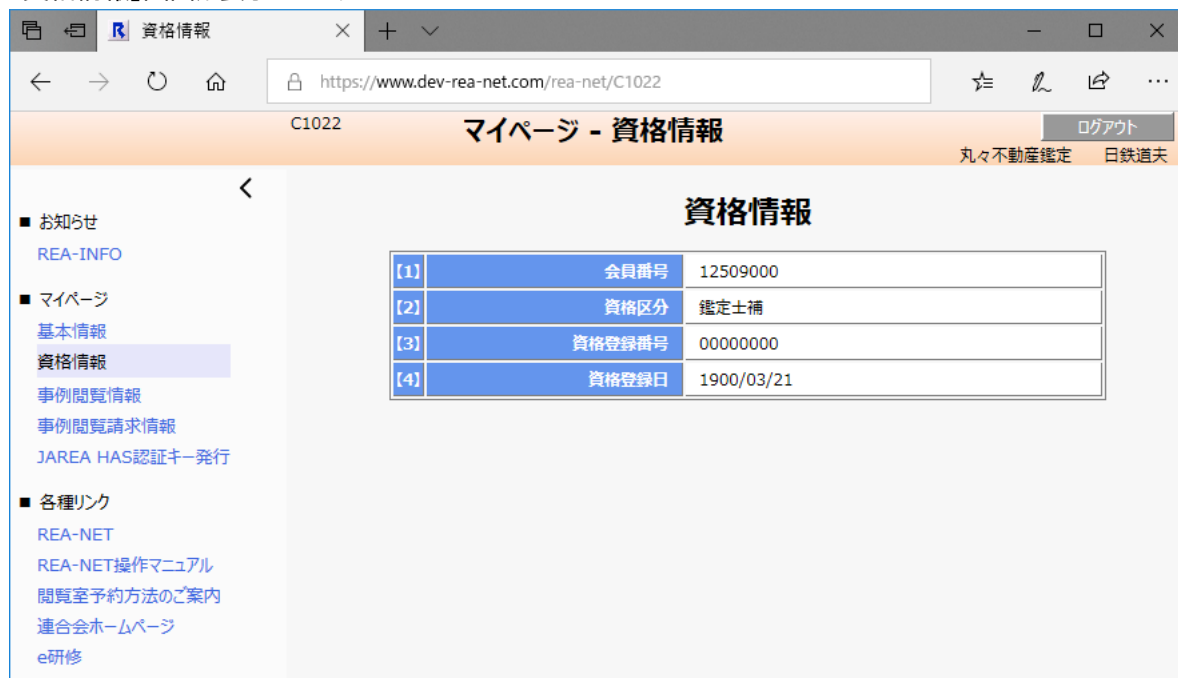 資格情報
https://www.dev-rea-net.com/rea-net/C1022
C1022
マイページ - 資格情報
ログアウト
丸々不動産鑑定 日鉄道夫
■ お知らせ
REA-INFO
■ マイページ
基本情報
資格情報
事例閲覧情報
事例閲覧請求情報
JAREA HAS認証キー発行
■ 各種リンク
REA-NET
REA-NET操作マニュアル
閲覧室予約方法のご案内
連合会ホームページ
e研修
資格情報
【1】 会員番号 12509000
【2】 資格区分 鑑定士補
【3】 資格登録番号 00000000
【4】 資格登録日 1900/03/21